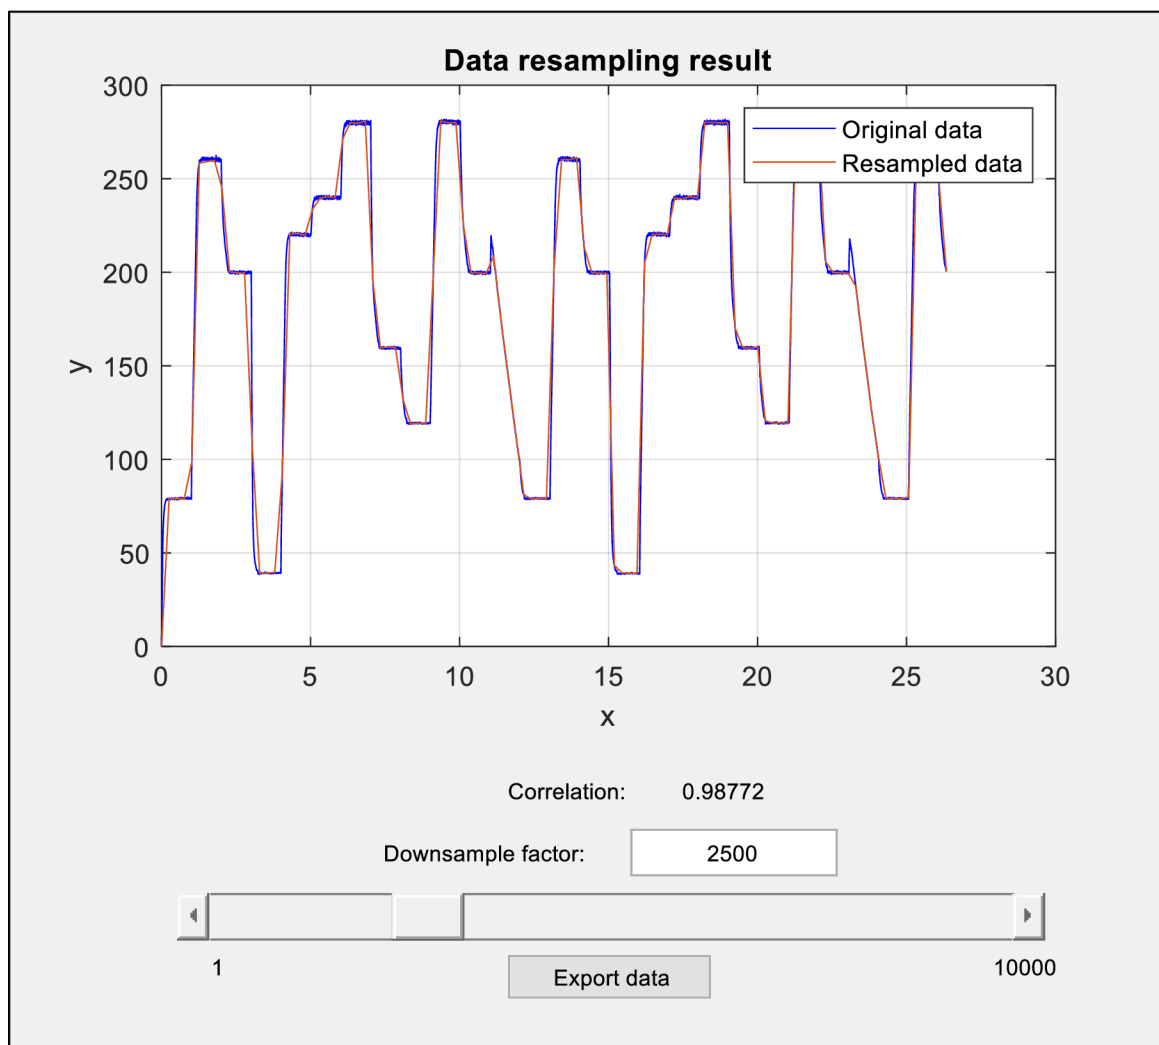 Data resampling result
300
250
200
150
100
50
0
y
Original data
Resampled data
0 5 10 15 20 25 30
x
Correlation: 0.98772
Downsample factor: 2500
1 10000
Export data